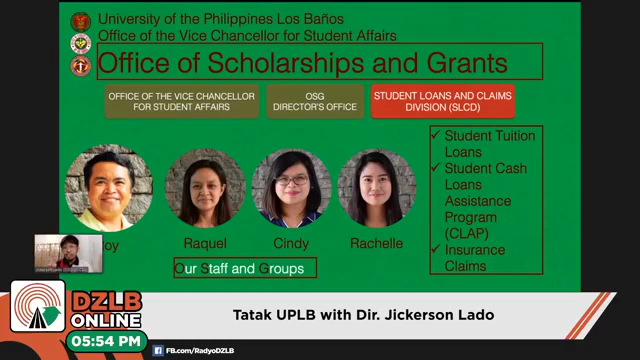 University of the Philippines Los Baños
Office of the Vice Chancellor for Student Affairs
Office of Scholarships and Grants
OFFICE OF THE VICE CHANCELLOR
FOR STUDENT AFFAIRS
OSG
DIRECTOR'S OFFICE
STUDENT LOANS AND CLAIMS
DIVISION (SLCD)
✓ Student Tuition
Loans
✓ Student Cash
Loans
Assistance
Program
(CLAP)
✓ Insurance
Claims
Raquel
Cindy
Rachelle
Our Staff and Groups
DZLB
ONLINE
05:54 PM
Tatak UPLB with Dir. Jickerson Lado
FB.com/RadyoDZLB